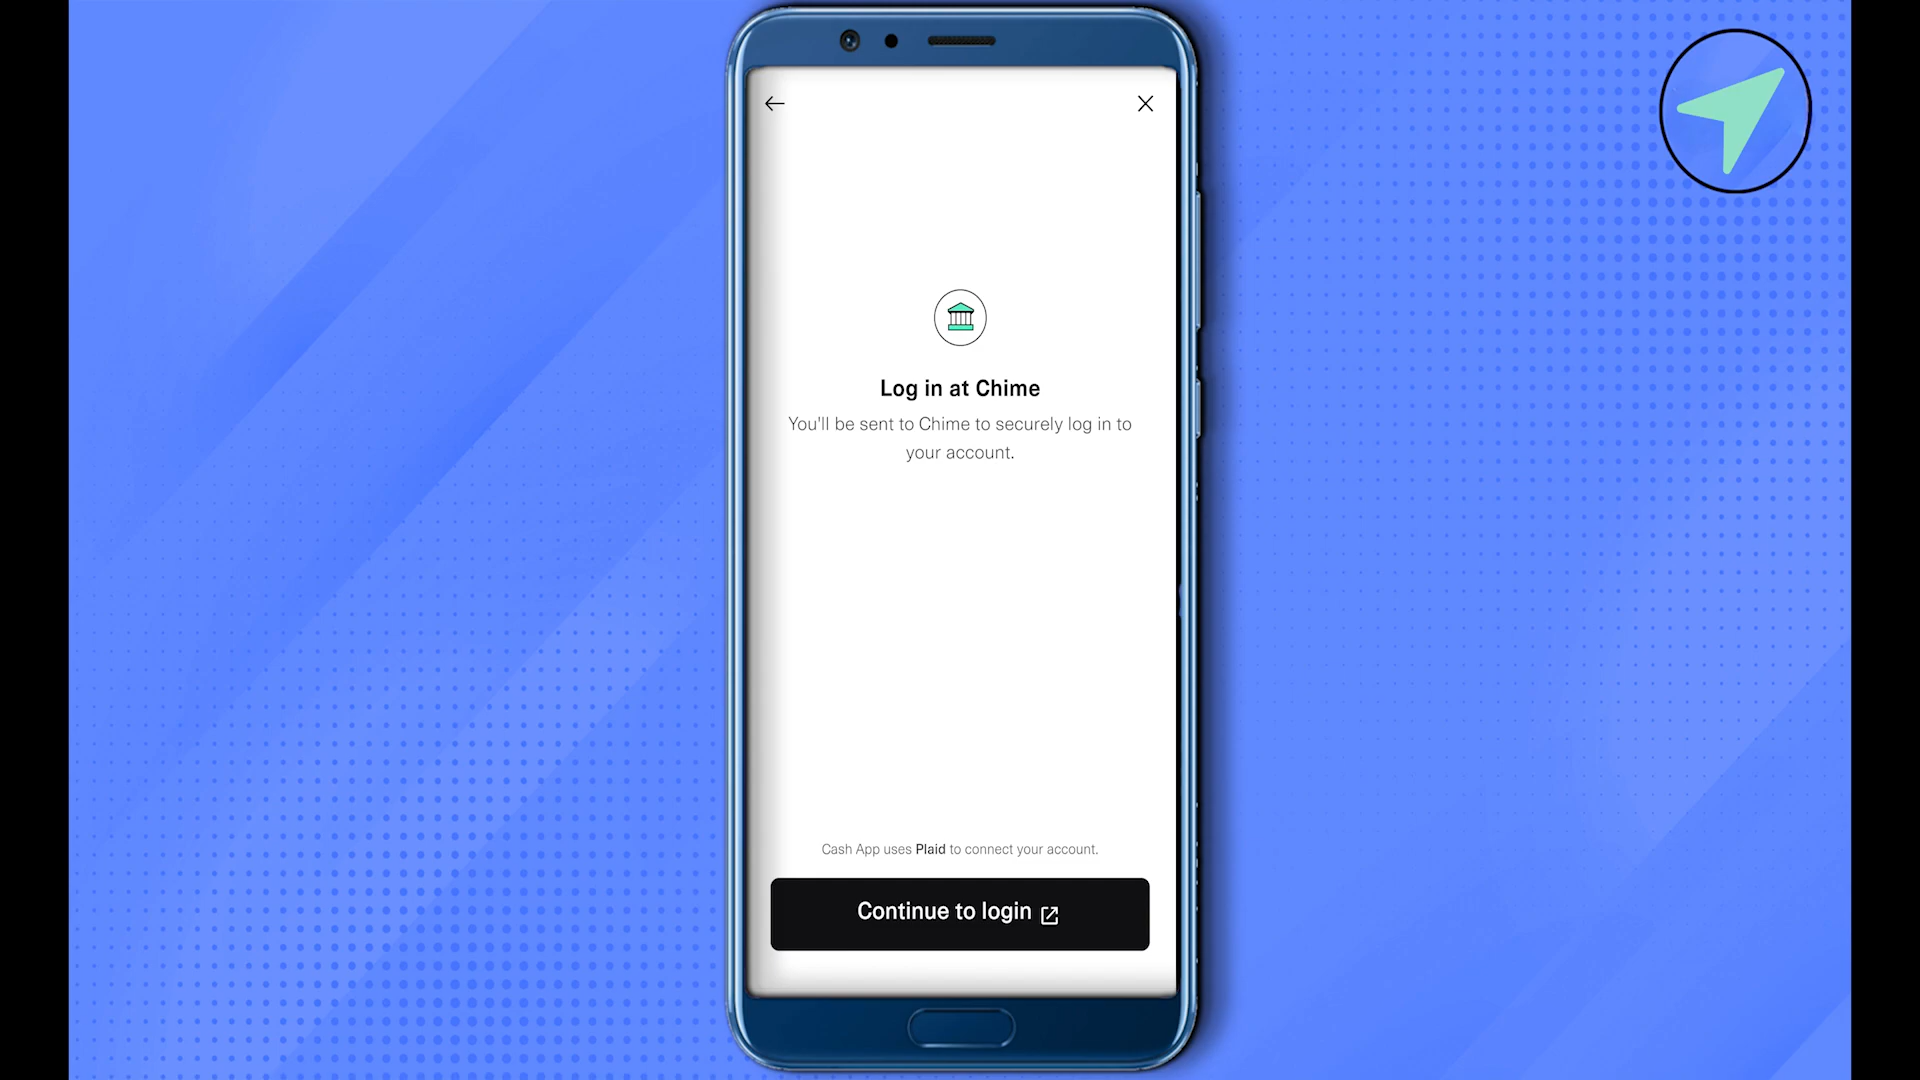 Log in at Chime
You'll be sent to Chime to securely log in to
your account.
Cash App uses Plaid to connect your account.
Continue to login